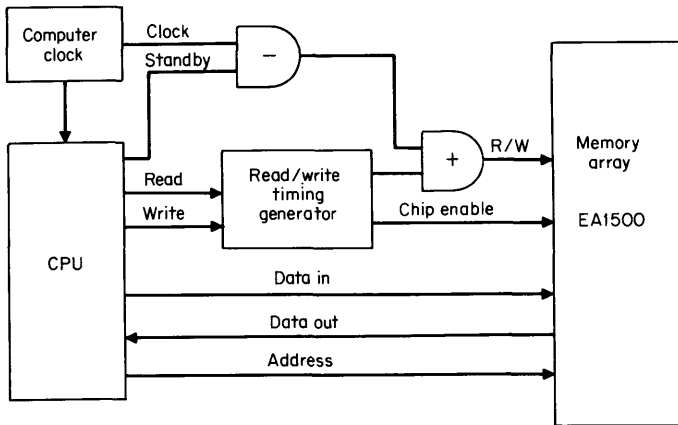 Computer
clock
Clock
Standby
−
+
R/W
Memory
array
EA1500
Read
Write
Read/write
timing
generator
Chip enable
CPU
Data in
Data out
Address